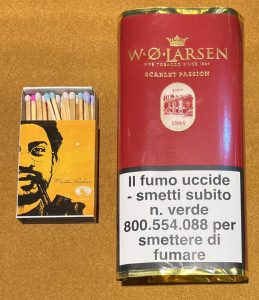 W·Ø·LARSEN
PIPE TOBACCO SINCE 1864
SCARLET PASSION
1864
Il fumo uccide
- smetti subito
n. verde
800.554.088 per
smettere di
fumare